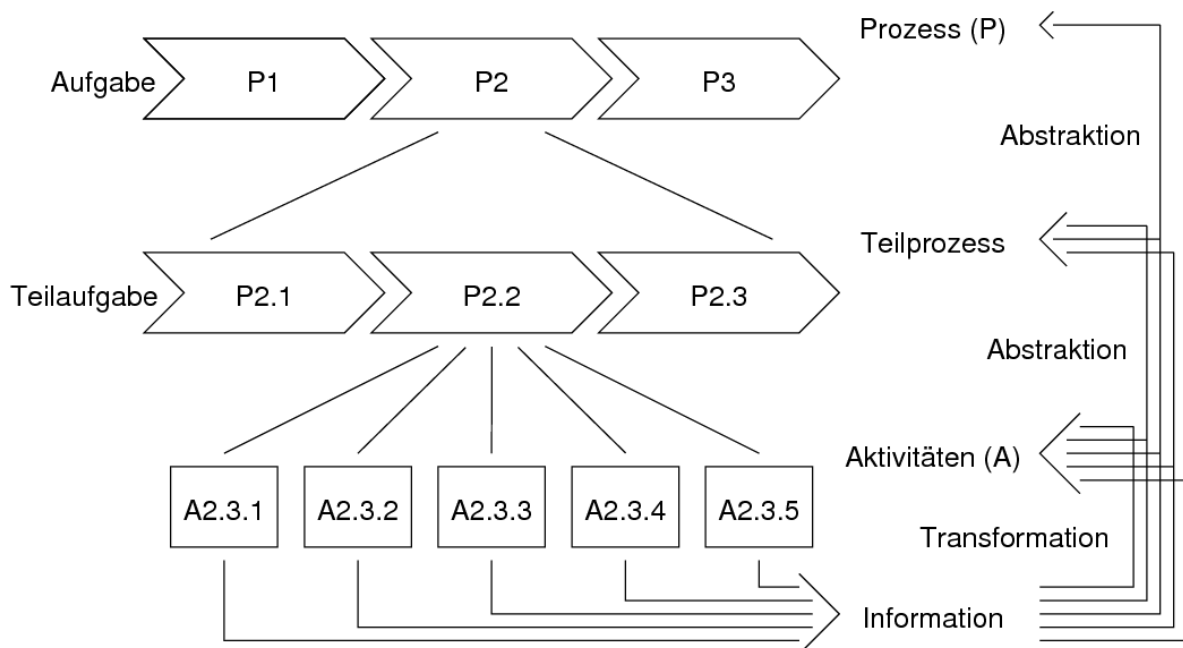 Prozess (P)
Aufgabe P1 P2 P3
Abstraktion
Teilprozess
Teilaufgabe P2.1 P2.2 P2.3
Abstraktion
Aktivitäten (A)
A2.3.1 A2.3.2 A2.3.3 A2.3.4 A2.3.5
Transformation
Information